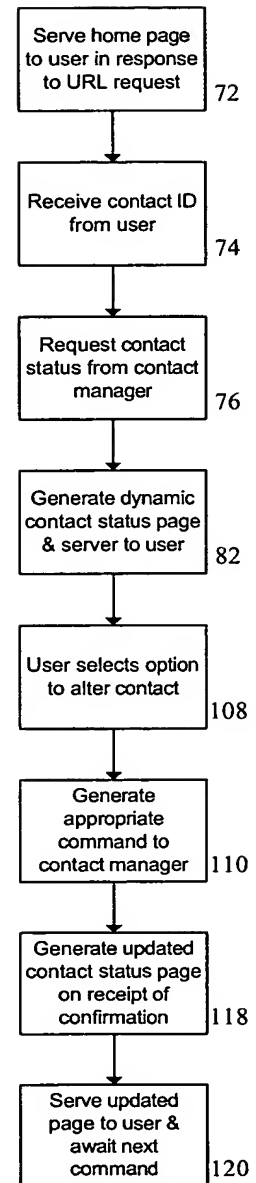 Serve home page
to user in response
to URL request
72
Receive contact ID
from user
74
Request contact
status from contact
manager
76
Generate dynamic
contact status page
& server to user
82
User selects option
to alter contact
108
Generate
appropriate
command to
contact manager
110
Generate updated
contact status page
on receipt of
confirmation
118
Serve updated
page to user &
await next
command
120